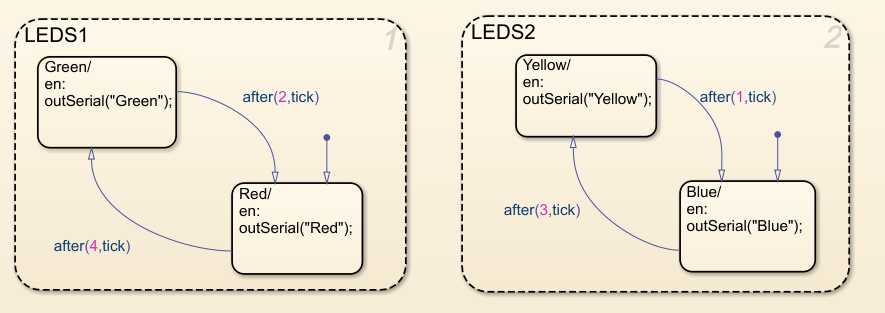 LEDS1
1
Green/
en:
outSerial("Green");
after(2,tick)
Red/
en:
outSerial("Red");
after(4,tick)
LEDS2
2
Yellow/
en:
outSerial("Yellow");
after(1,tick)
Blue/
en:
outSerial("Blue");
after(3,tick)